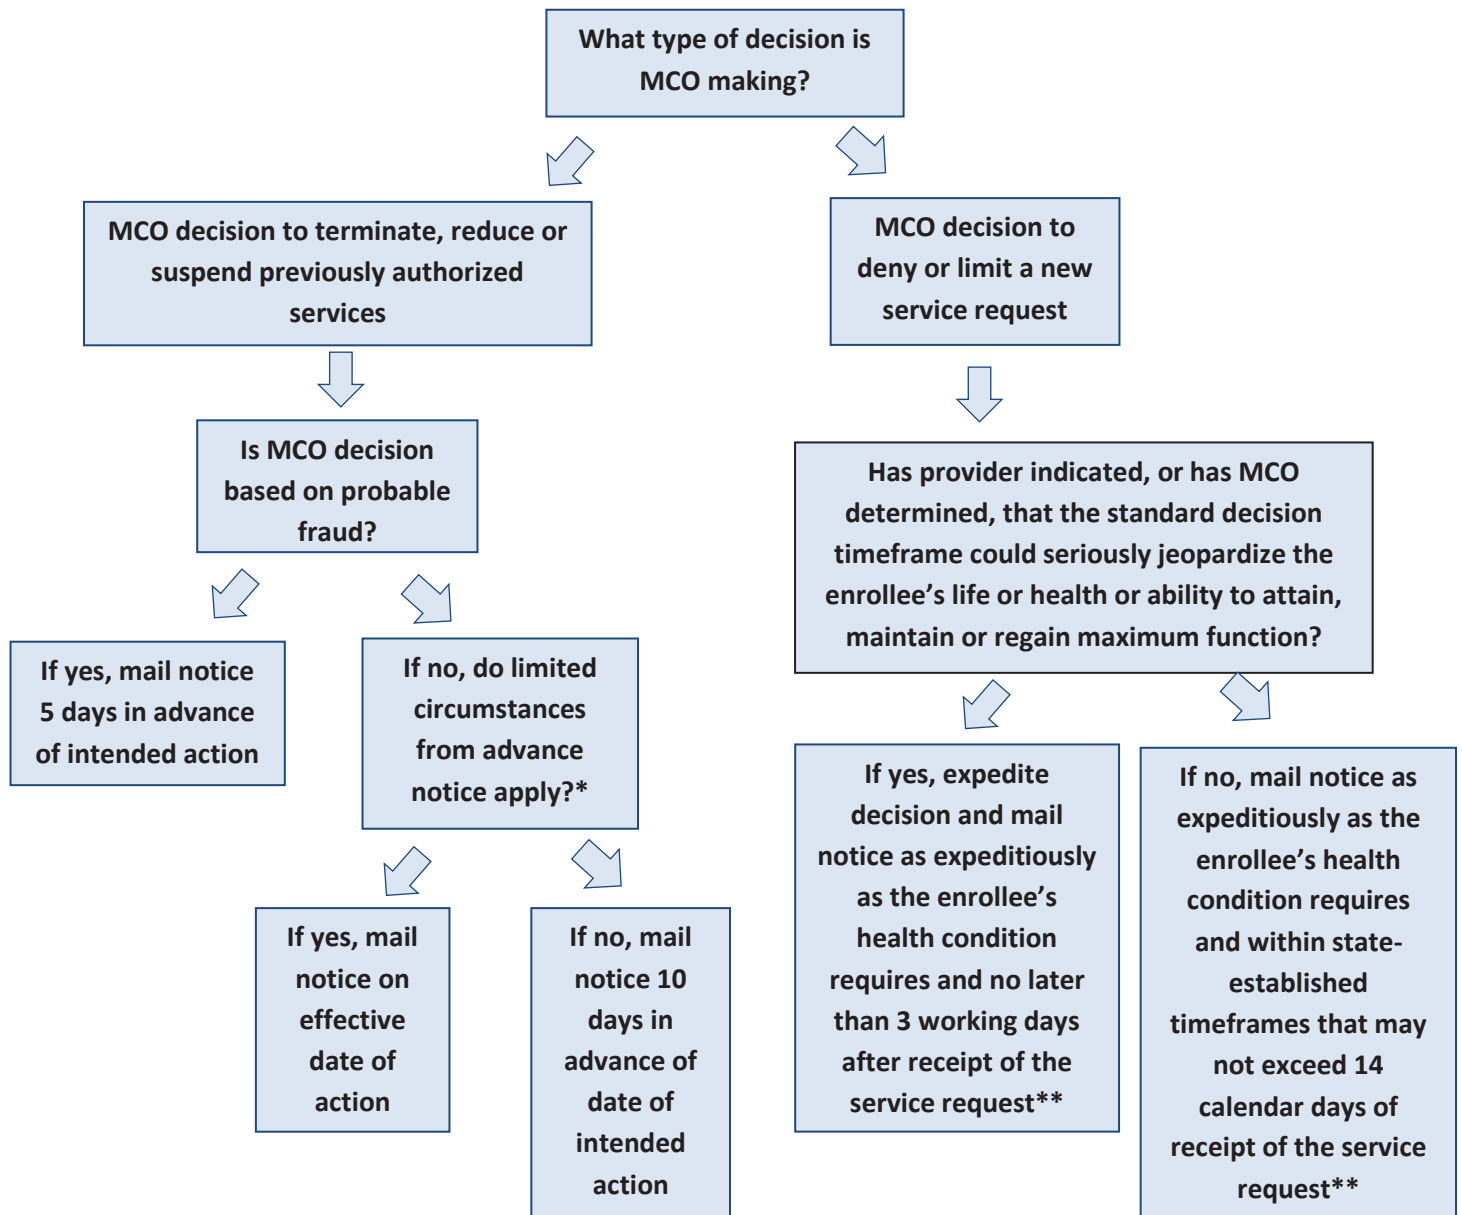 What type of decision is
MCO making?
MCO decision to terminate, reduce or
suspend previously authorized
services
MCO decision to
deny or limit a new
service request
Is MCO decision
based on probable
fraud?
Has provider indicated, or has MCO
determined, that the standard decision
timeframe could seriously jeopardize the
enrollee’s life or health or ability to attain,
maintain or regain maximum function?
If yes, mail notice
5 days in advance
of intended action
If no, do limited
circumstances
from advance
notice apply?*
If yes, expedite
decision and mail
notice as expeditiously
as the enrollee’s
health condition
requires and no later
than 3 working days
after receipt of the
service request**
If no, mail notice as
expeditiously as the
enrollee’s health
condition requires
and within state-
established
timeframes that may
not exceed 14
calendar days of
receipt of the service
request**
If yes, mail
notice on
effective
date of
action
If no, mail
notice 10
days in
advance of
date of
intended
action